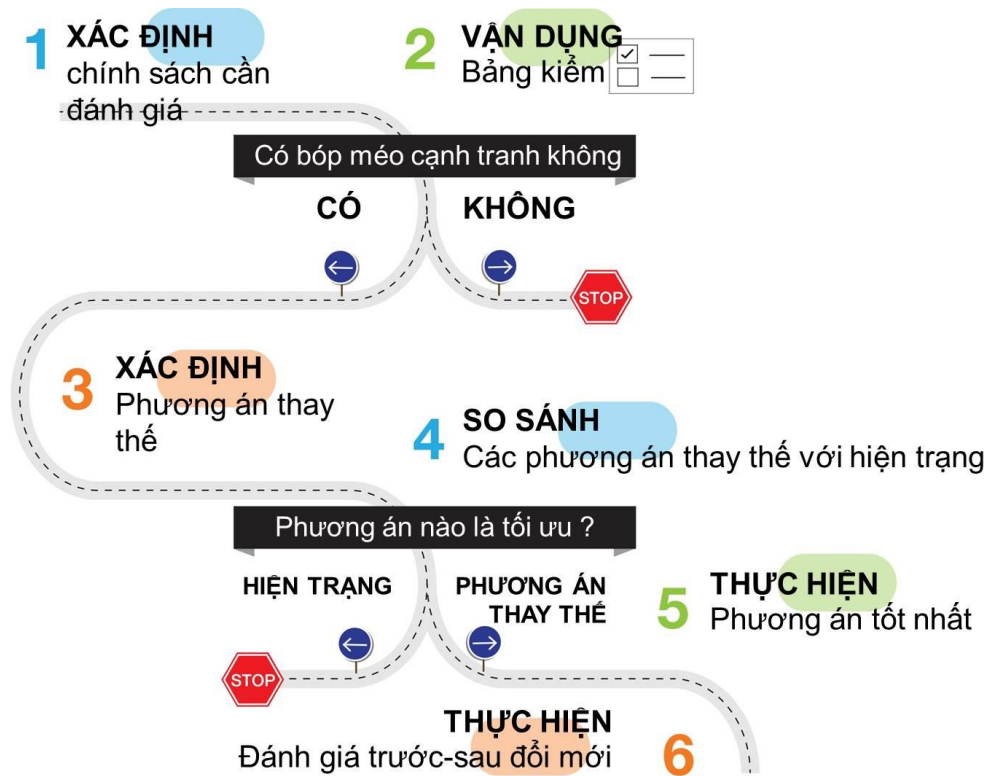 1 XÁC ĐỊNH
chính sách cần
đánh giá
2 VẬN DỤNG
Bảng kiểm
Có bóp méo cạnh tranh không
CÓ
KHÔNG
STOP
3 XÁC ĐỊNH
Phương án thay
thế
4 SO SÁNH
Các phương án thay thế với hiện trạng
Phương án nào là tối ưu ?
HIỆN TRẠNG
PHƯƠNG ÁN
THAY THẾ
STOP
5 THỰC HIỆN
Phương án tốt nhất
THỰC HIỆN
Đánh giá trước-sau đổi mới 6